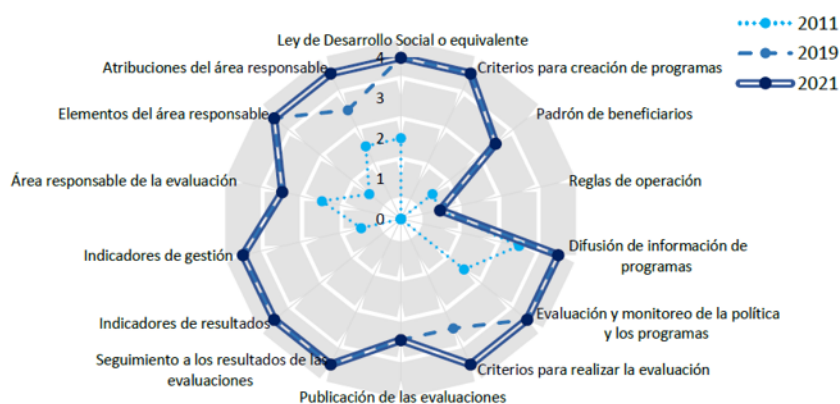 2011
2019
2021
Ley de Desarrollo Social o equivalente
Criterios para creación de programas
Padrón de beneficiarios
Reglas de operación
Difusión de información de
programas
Evaluación y monitoreo de la política
y los programas
Criterios para realizar la evaluación
Publicación de las evaluaciones
Seguimiento a los resultados de las
evaluaciones
Indicadores de resultados
Indicadores de gestión
Área responsable de la evaluación
Elementos del área responsable
Atribuciones del área responsable
4
3
2
1
0